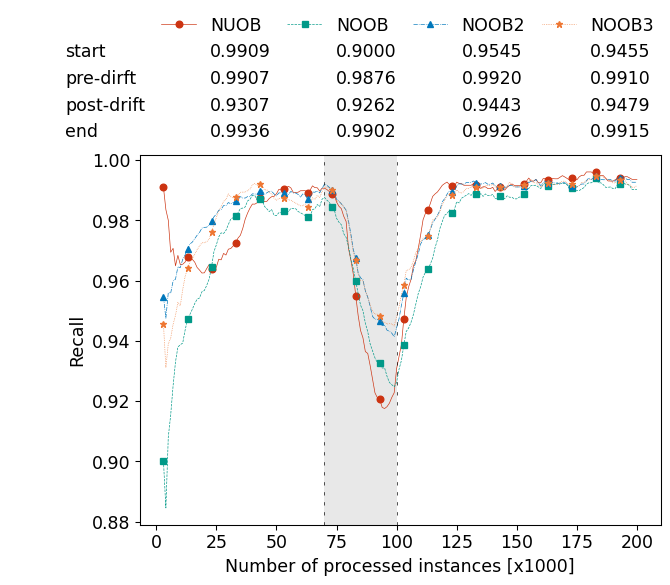 NUOB NOOB NOOB2 NOOB3
start 0.9909 0.9000 0.9545 0.9455
pre-dirft 0.9907 0.9876 0.9920 0.9910
post-drift 0.9307 0.9262 0.9443 0.9479
end 0.9936 0.9902 0.9926 0.9915
1.00
0.98
0.96
0.94
0.92
0.90
0.88
Recall
0 25 50 75 100 125 150 175 200
Number of processed instances [x1000]